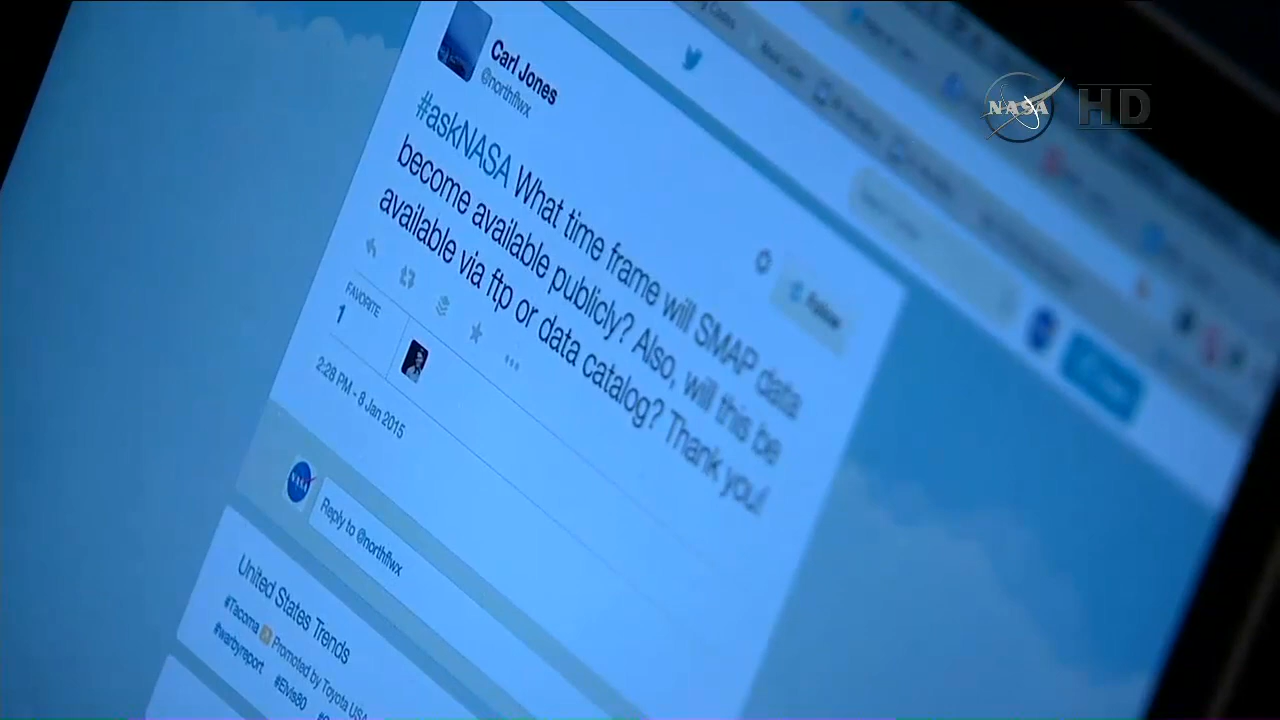 NASA HD
Carl Jones
@northflwx
#askNASA What time frame will SMAP data
become available publicly? Also, will this be
available via ftp or data catalog? Thank you!
Follow
FAVORITE
1
2:28 PM - 8 Jan 2015
NASA
Reply to @northflwx
United States Trends
#Tacoma Promoted by Toyota USA
#warbyreport
#Elvis80